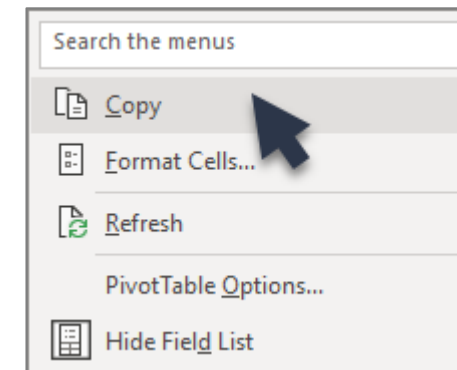 Search the menus
Copy
Format Cells...
Refresh
PivotTable Options...
Hide Field List